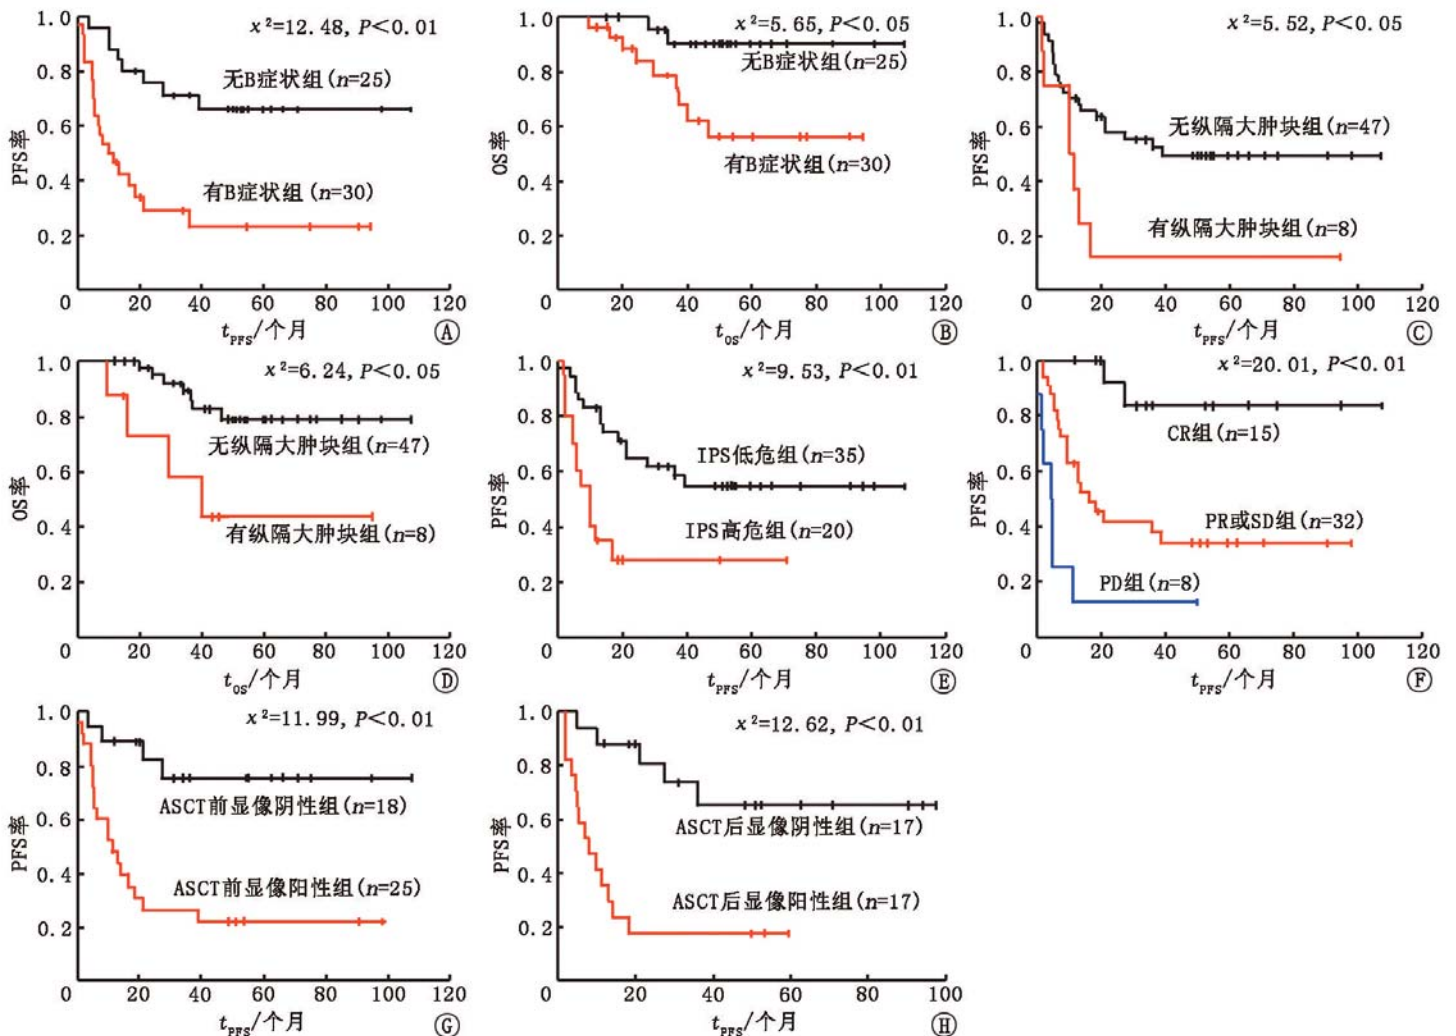 1.0
0.8
0.6
0.4
0.2
PFS率
x²=12.48, P<0.01
无B症状组(n=25)
有B症状组(n=30)
0 20 40 60 80 100 120
t_PFS/个月
Ⓐ
1.0
0.8
0.6
0.4
0.2
OS率
x²=5.65, P<0.05
无B症状组(n=25)
有B症状组(n=30)
0 20 40 60 80 100 120
t_OS/个月
Ⓑ
1.0
0.8
0.6
0.4
0.2
PFS率
x²=5.52, P<0.05
无纵隔大肿块组(n=47)
有纵隔大肿块组(n=8)
0 20 40 60 80 100 120
t_PFS/个月
Ⓒ
1.0
0.8
0.6
0.4
0.2
OS率
x²=6.24, P<0.05
无纵隔大肿块组(n=47)
有纵隔大肿块组(n=8)
0 20 40 60 80 100 120
t_OS/个月
Ⓓ
1.0
0.8
0.6
0.4
0.2
PFS率
x²=9.53, P<0.01
IPS低危组(n=35)
IPS高危组(n=20)
0 20 40 60 80 100 120
t_PFS/个月
Ⓔ
1.0
0.8
0.6
0.4
0.2
PFS率
x²=20.01, P<0.01
CR组(n=15)
PR或SD组(n=32)
PD组(n=8)
0 20 40 60 80 100 120
t_PFS/个月
Ⓕ
1.0
0.8
0.6
0.4
0.2
PFS率
x²=11.99, P<0.01
ASCT前显像阴性组(n=18)
ASCT前显像阳性组(n=25)
0 20 40 60 80 100 120
t_PFS/个月
Ⓖ
1.0
0.8
0.6
0.4
0.2
PFS率
x²=12.62, P<0.01
ASCT后显像阴性组(n=17)
ASCT后显像阳性组(n=17)
0 20 40 60 80 100
t_PFS/个月
Ⓗ